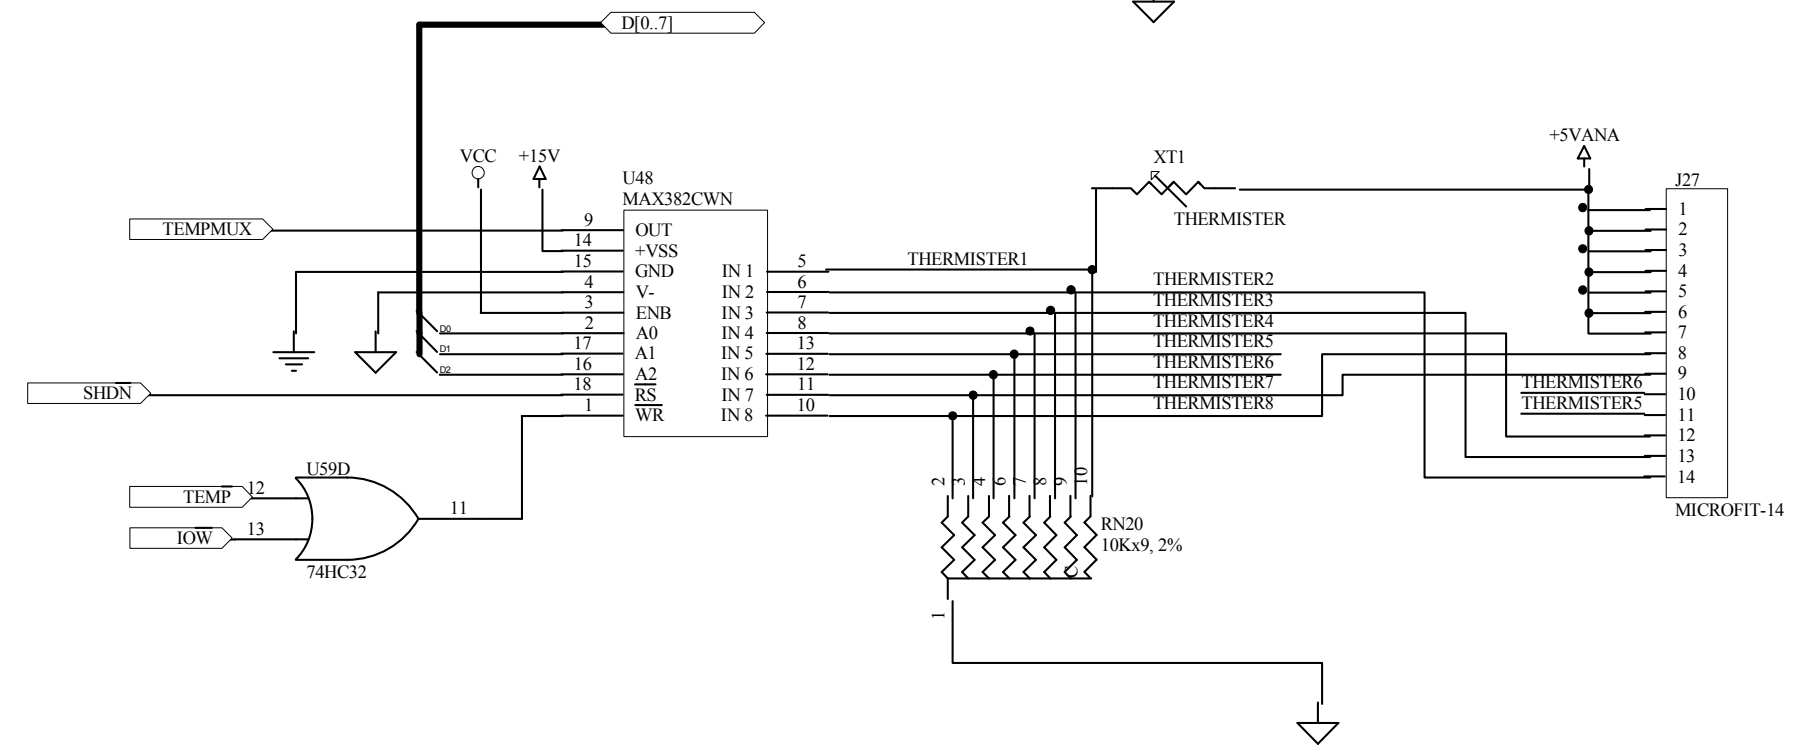 D[0..7]
+5VANA
VCC
+15V
XT1
J27
U48
MAX382CWN
THERMISTER
TEMPMUX
9
OUT
14
+VSS
15
GND
4
V-
3
ENB
D0
2
A0
D1
17
A1
D2
16
A2
SHDN
18
RS
1
WR
IN 1
5
THERMISTER1
IN 2
6
THERMISTER2
IN 3
7
THERMISTER3
IN 4
8
THERMISTER4
IN 5
13
THERMISTER5
IN 6
12
THERMISTER6
IN 7
11
THERMISTER7
IN 8
10
THERMISTER8
1
2
3
4
5
6
7
8
9
THERMISTER6
10
THERMISTER5
11
12
13
14
MICROFIT-14
U59D
TEMP
12
IOW
13
11
74HC32
2
3
4
6
7
8
9
10
RN20
10Kx9, 2%
C
1